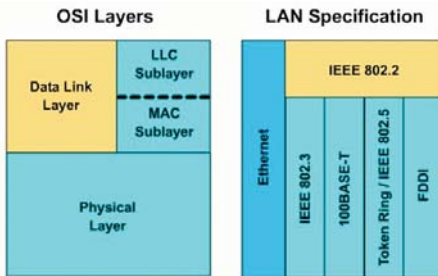 OSI Layers
LAN Specification
Data Link
Layer
LLC
Sublayer
MAC
Sublayer
Physical
Layer
Ethernet
IEEE 802.2
IEEE 802.3
100BASE-T
Token Ring / IEEE 802.5
FDDI